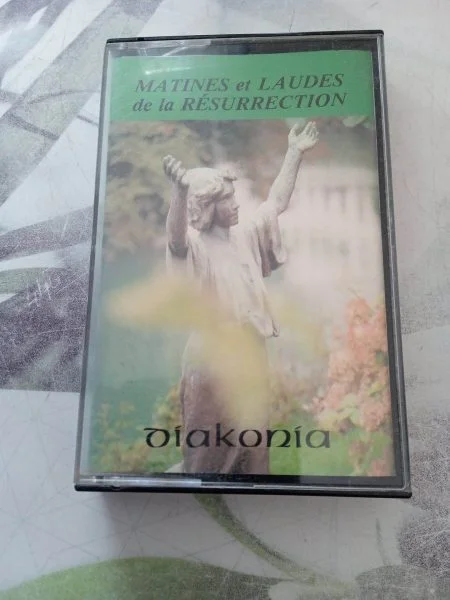 MATINES et LAUDES
de la RÉSURRECTION
diakonia